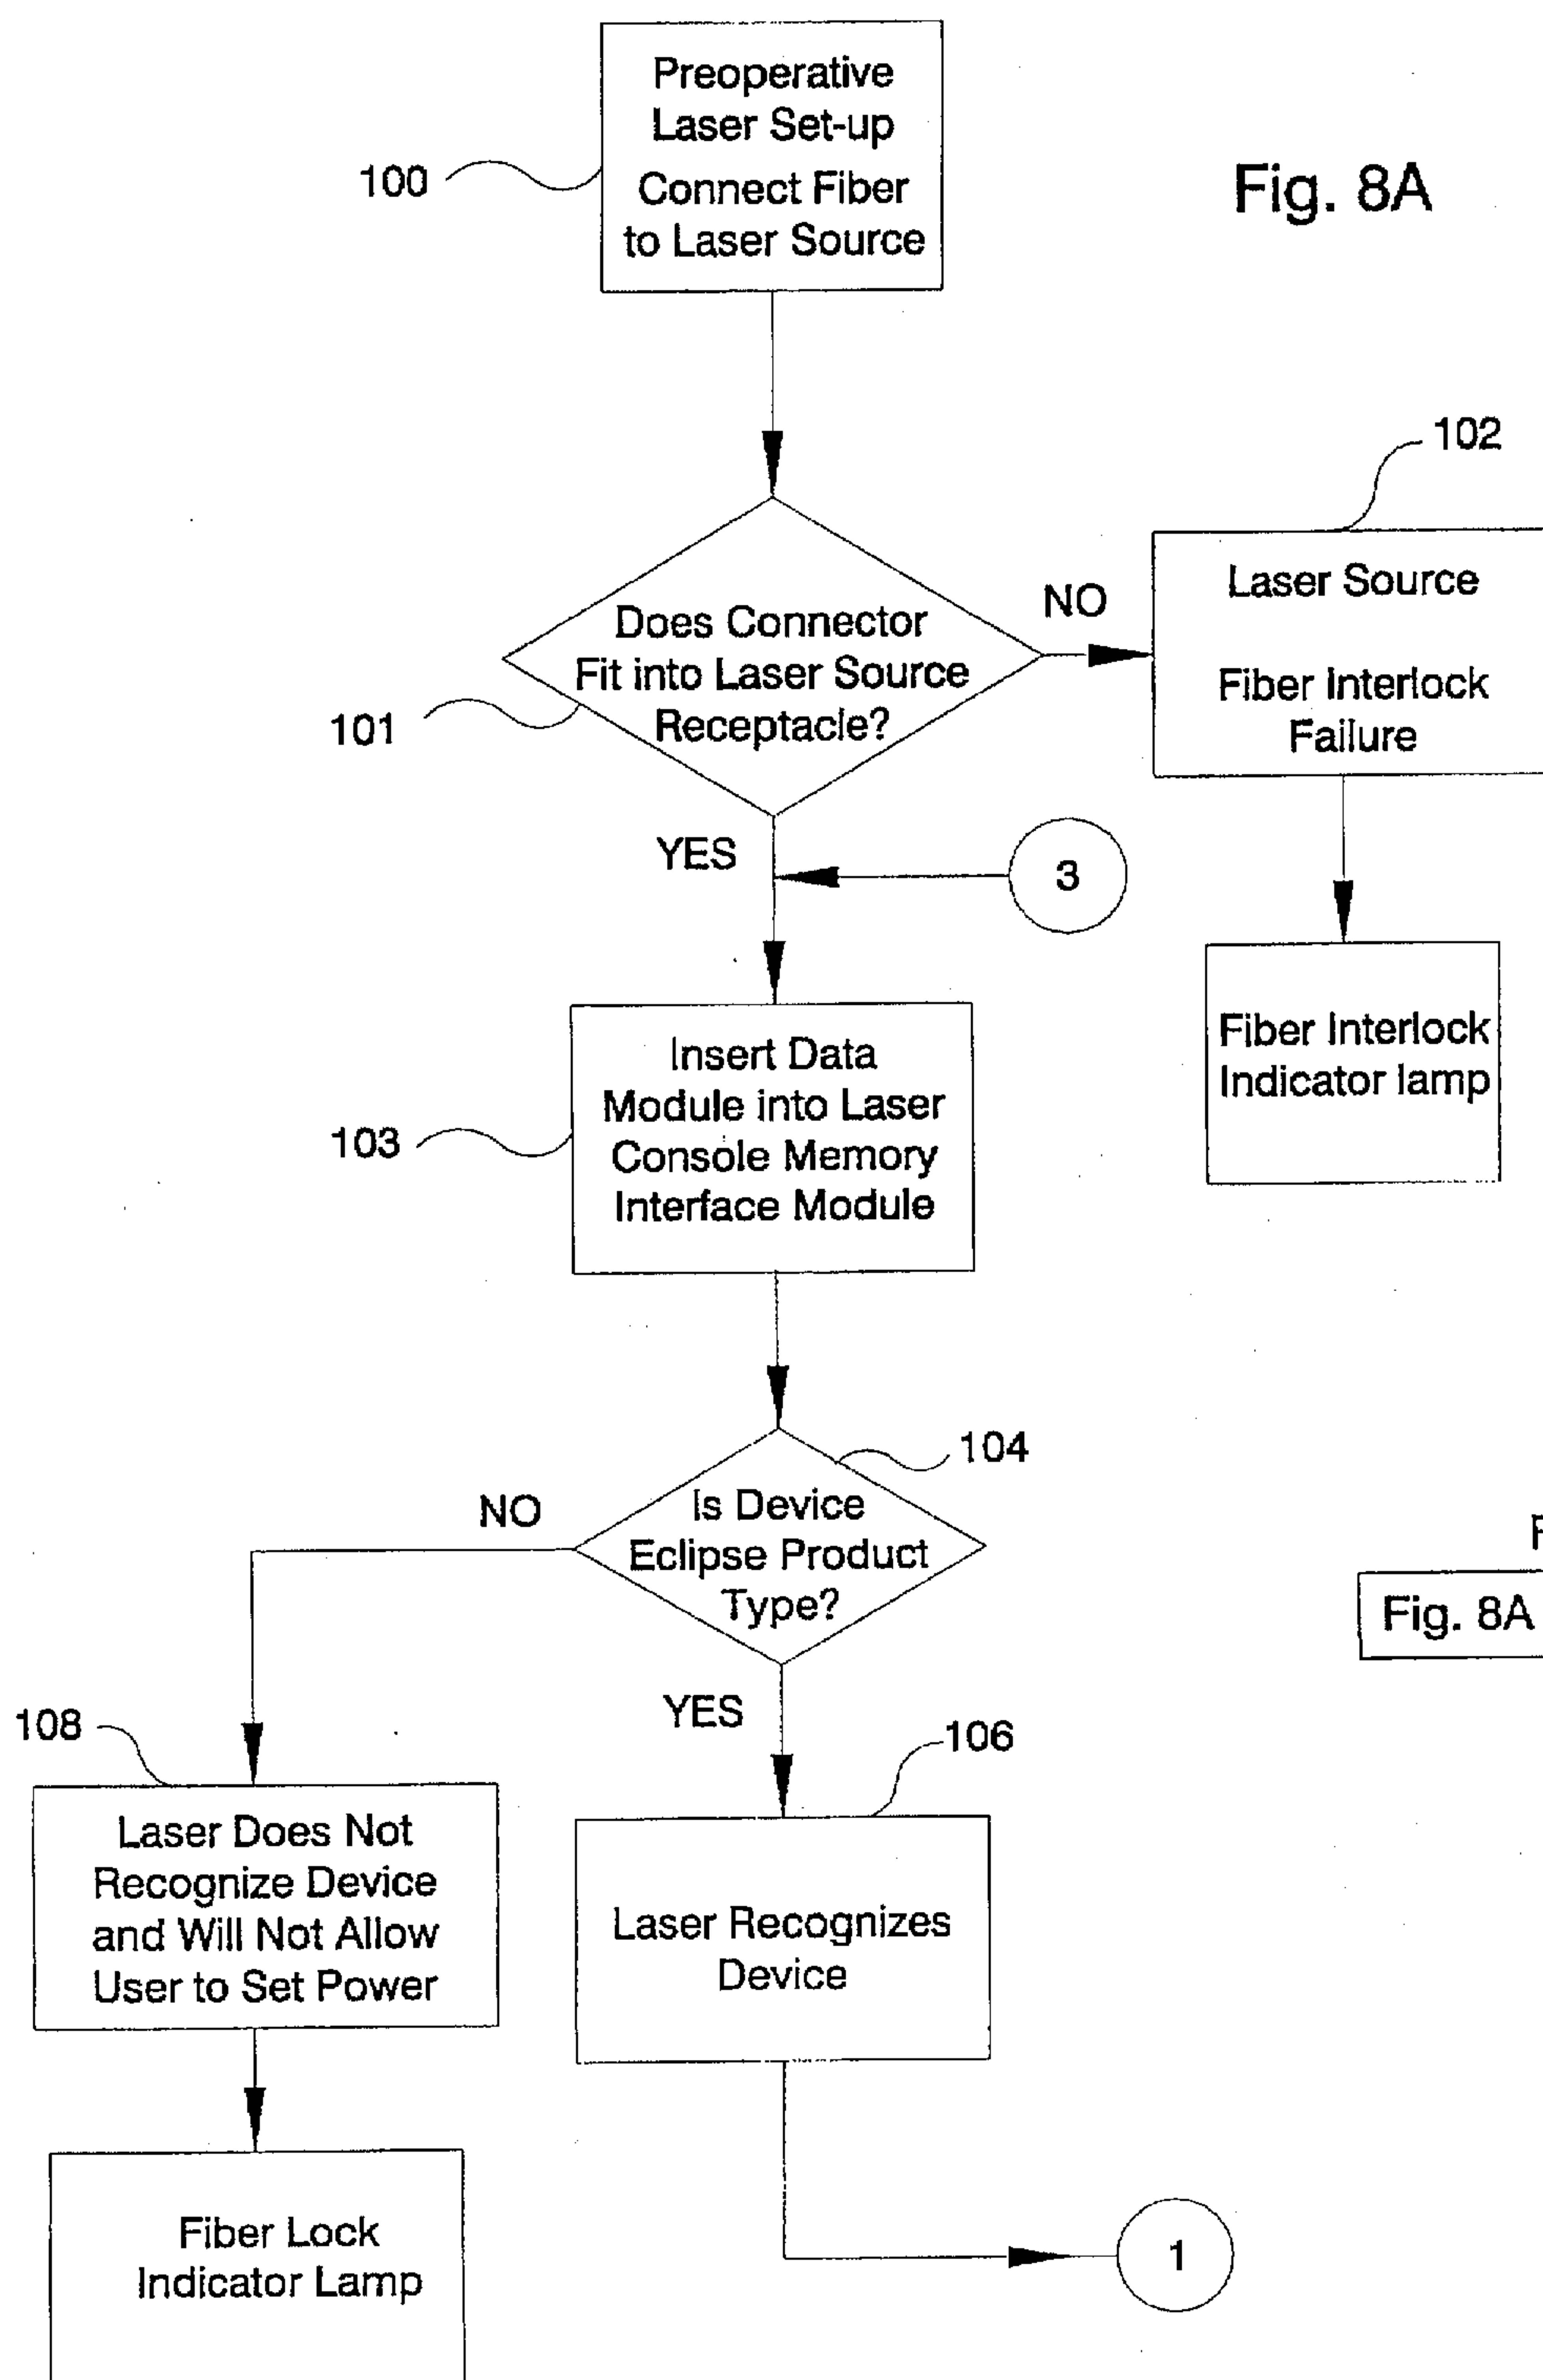 Preoperative
Laser Set-up
Connect Fiber
to Laser Source
100
Fig. 8A
102
Does Connector
Fit into Laser Source
Receptacle?
101
NO
Laser Source
Fiber Interlock
Failure
YES
3
Fiber Interlock
Indicator lamp
Insert Data
Module into Laser
Console Memory
Interface Module
103
104
Is Device
Eclipse Product
Type?
NO
F
Fig. 8A
YES
108
106
Laser Does Not
Recognize Device
and Will Not Allow
User to Set Power
Laser Recognizes
Device
Fiber Lock
Indicator Lamp
1